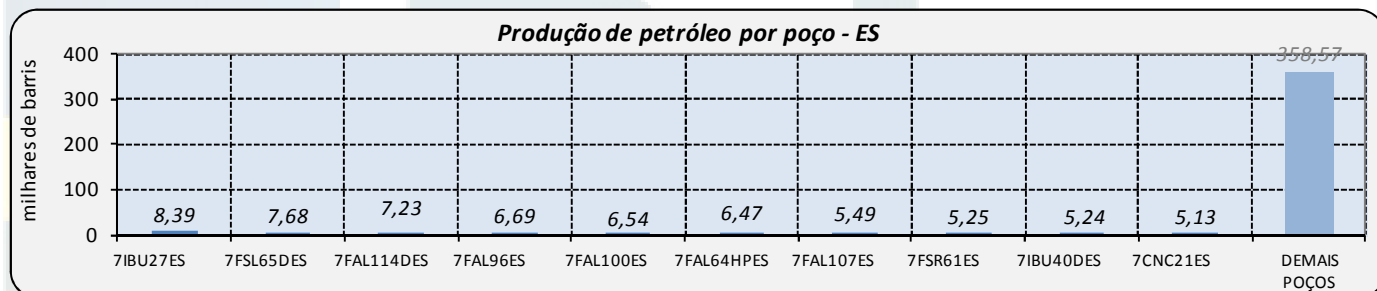 Produção de petróleo por poço - ES
milhares de barris
400
300
200
100
0
8,39 7,68 7,23 6,69 6,54 6,47 5,49 5,25 5,24 5,13 358,57
7IBU27ES 7FSL65DES 7FAL114DES 7FAL96ES 7FAL100ES 7FAL64HPES 7FAL107ES 7FSR61ES 7IBU40DES 7CNC21ES DEMAIS
POÇOS